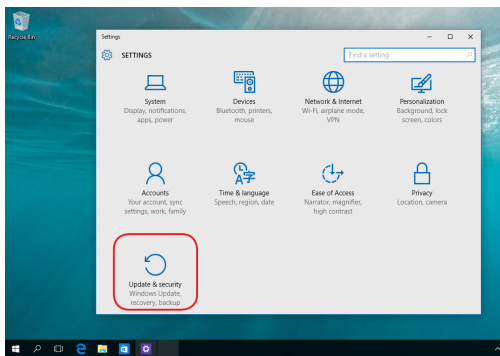 Recycle Bin
Settings
SETTINGS
Find a setting
System
Display, notifications,
apps, power
Devices
Bluetooth, printers,
mouse
Network & Internet
Wi-Fi, airplane mode,
VPN
Personalization
Background, lock
screen, colors
Accounts
Your account, sync
settings, work, family
Time & language
Speech, region, date
Ease of Access
Narrator, magnifier,
high contrast
Privacy
Location, camera
Update & security
Windows Update,
recovery, backup